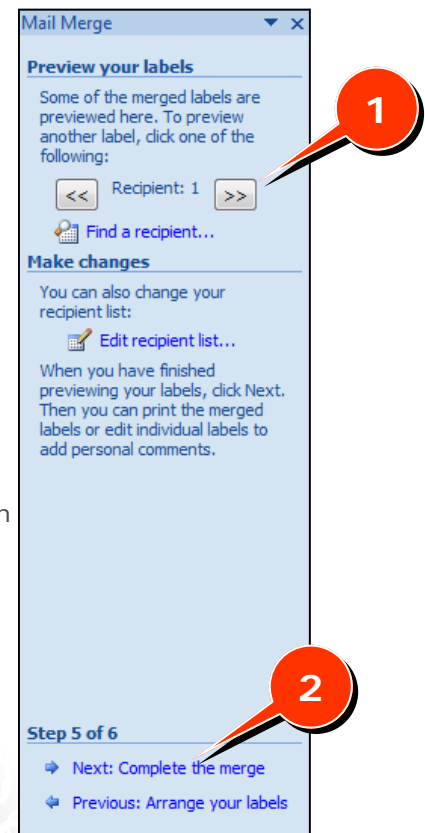 Mail Merge
Preview your labels
Some of the merged labels are
previewed here. To preview
another label, click one of the
following:
<< Recipient: 1 >>
Find a recipient...
Make changes
You can also change your
recipient list:
Edit recipient list...
When you have finished
previewing your labels, click Next.
Then you can print the merged
labels or edit individual labels to
add personal comments.
Step 5 of 6
Next: Complete the merge
Previous: Arrange your labels
1
2